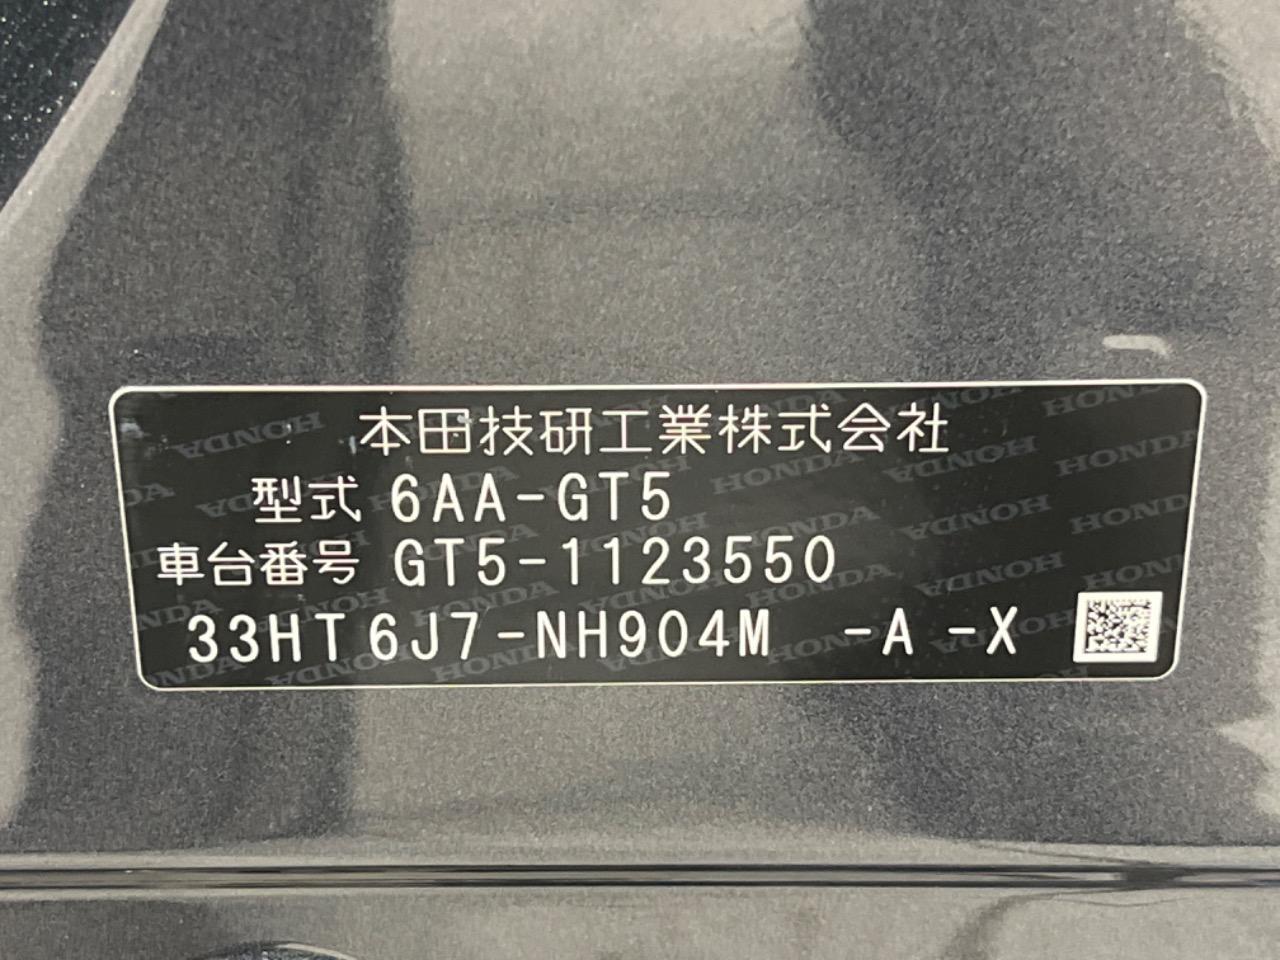 本田技研工業株式会社
型式 6AA-GT5
車台番号 GT5-1123550
33HT6J7-NH904M -A -X